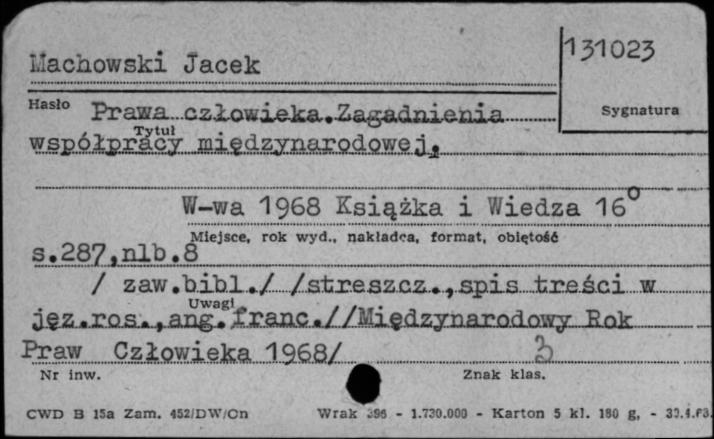 Machowski Jacek
131023
Hasło
Sygnatura
Prawa człowieka.Zagadnienia
Tytuł
współpracy międzynarodowej.
W-wa 1968 Książka i Wiedza 16°
Miejsce, rok wyd., nakładca, format, obiętość
s.287,nlb.8
/ zaw.bibl./ /streszcz.,spis treści w
Uwagi
jęz.ros.,ang.franc.//Międzynarodowy Rok
Praw Człowieka 1968/
Nr inw.
Znak klas.
CWD B 15a Zam. 452/DW/Cn Wrak 396 - 1.730.000 - Karton 5 kl. 180 g, -